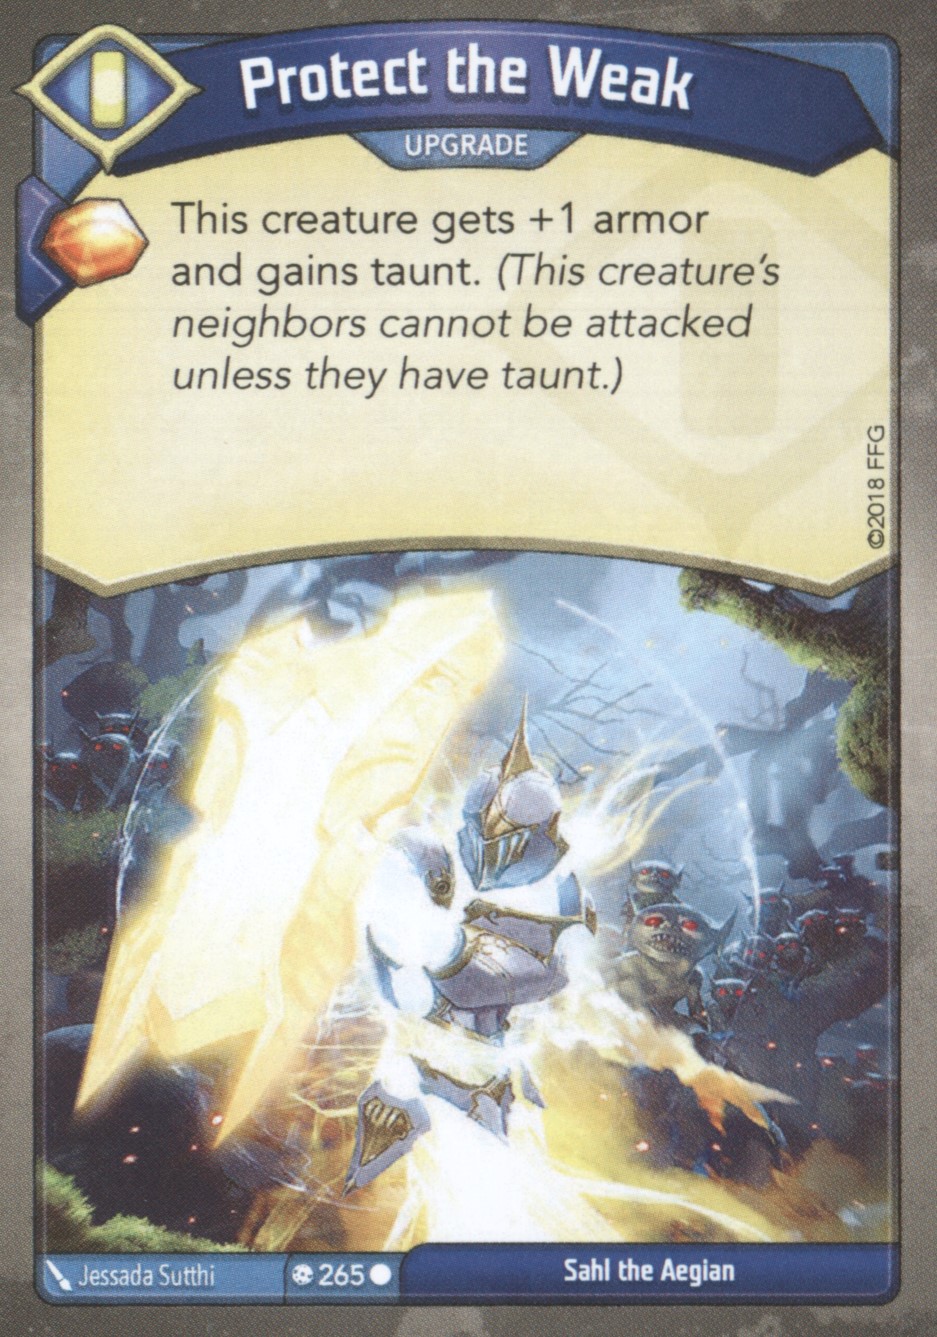 Protect the Weak
UPGRADE
This creature gets +1 armor
and gains taunt. (This creature's
neighbors cannot be attacked
unless they have taunt.)
©2018 FFG
Jessada Sutthi
265
Sahl the Aegian